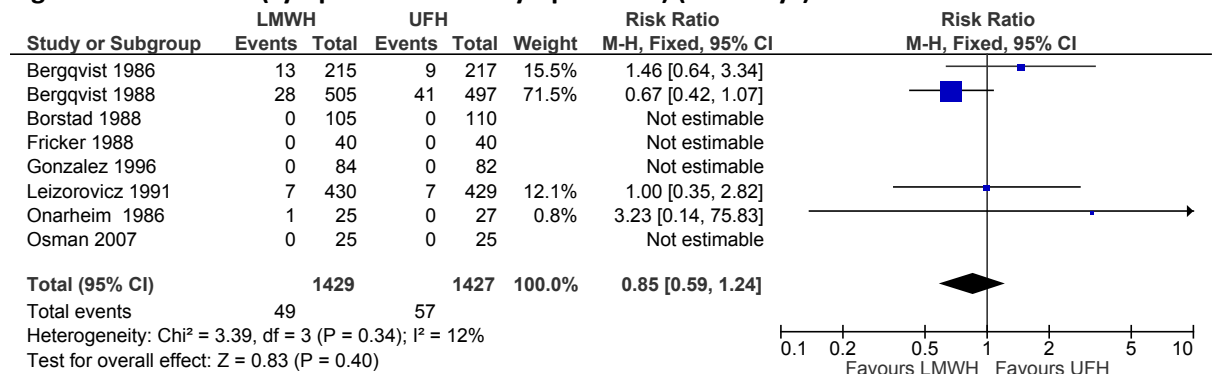 LMWH UFH Risk Ratio Risk Ratio
Study or Subgroup Events Total Events Total Weight M-H, Fixed, 95% CI M-H, Fixed, 95% CI
Bergqvist 1986 13 215 9 217 15.5% 1.46 [0.64, 3.34]
Bergqvist 1988 28 505 41 497 71.5% 0.67 [0.42, 1.07]
Borstad 1988 0 105 0 110 Not estimable
Fricker 1988 0 40 0 40 Not estimable
Gonzalez 1996 0 84 0 82 Not estimable
Leizorovicz 1991 7 430 7 429 12.1% 1.00 [0.35, 2.82]
Onarheim 1986 1 25 0 27 0.8% 3.23 [0.14, 75.83]
Osman 2007 0 25 0 25 Not estimable
Total (95% CI) 1429 1427 100.0% 0.85 [0.59, 1.24]
Total events 49 57
Heterogeneity: Chi² = 3.39, df = 3 (P = 0.34); I² = 12%
Test for overall effect: Z = 0.83 (P = 0.40)
0.1 0.2 0.5 1 2 5 10
Favours LMWH Favours UFH